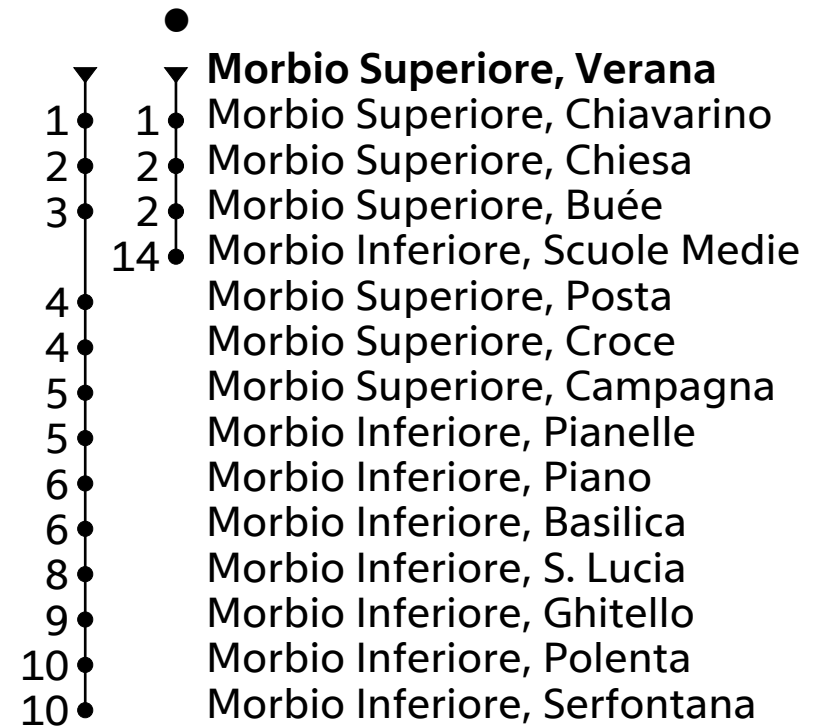 Morbio Superiore, Verana
1 1 Morbio Superiore, Chiavarino
2 2 Morbio Superiore, Chiesa
3 2 Morbio Superiore, Buée
14 Morbio Inferiore, Scuole Medie
4 Morbio Superiore, Posta
4 Morbio Superiore, Croce
5 Morbio Superiore, Campagna
5 Morbio Inferiore, Pianelle
6 Morbio Inferiore, Piano
6 Morbio Inferiore, Basilica
8 Morbio Inferiore, S. Lucia
9 Morbio Inferiore, Ghitello
10 Morbio Inferiore, Polenta
10 Morbio Inferiore, Serfontana